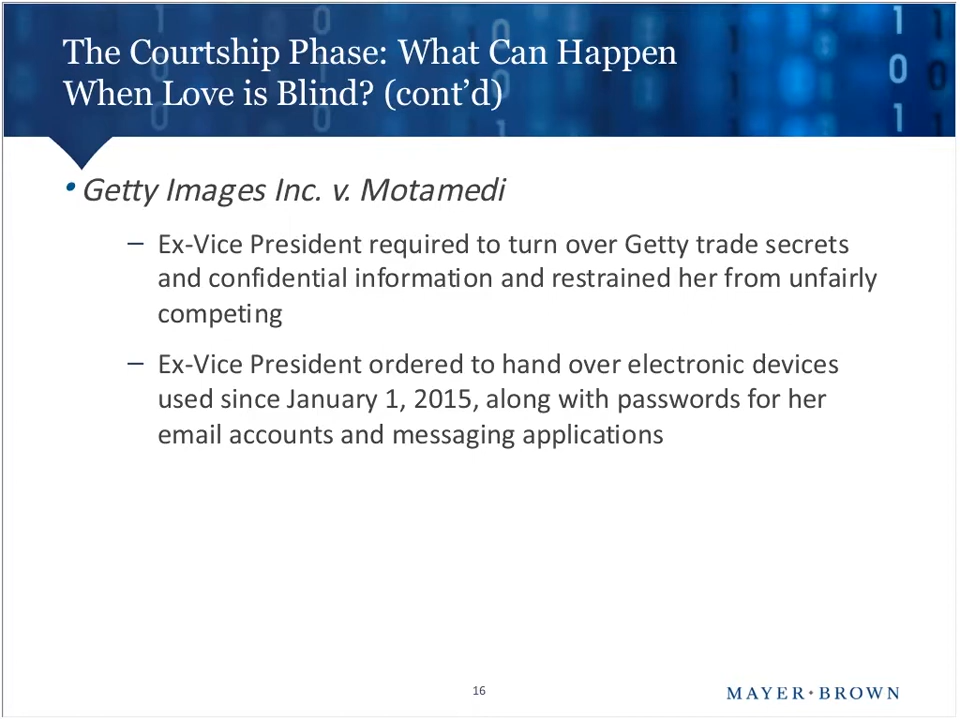 The Courtship Phase: What Can Happen
When Love is Blind? (cont’d)
• Getty Images Inc. v. Motamedi
– Ex-Vice President required to turn over Getty trade secrets
and confidential information and restrained her from unfairly
competing
– Ex-Vice President ordered to hand over electronic devices
used since January 1, 2015, along with passwords for her
email accounts and messaging applications
16
MAYER•BROWN